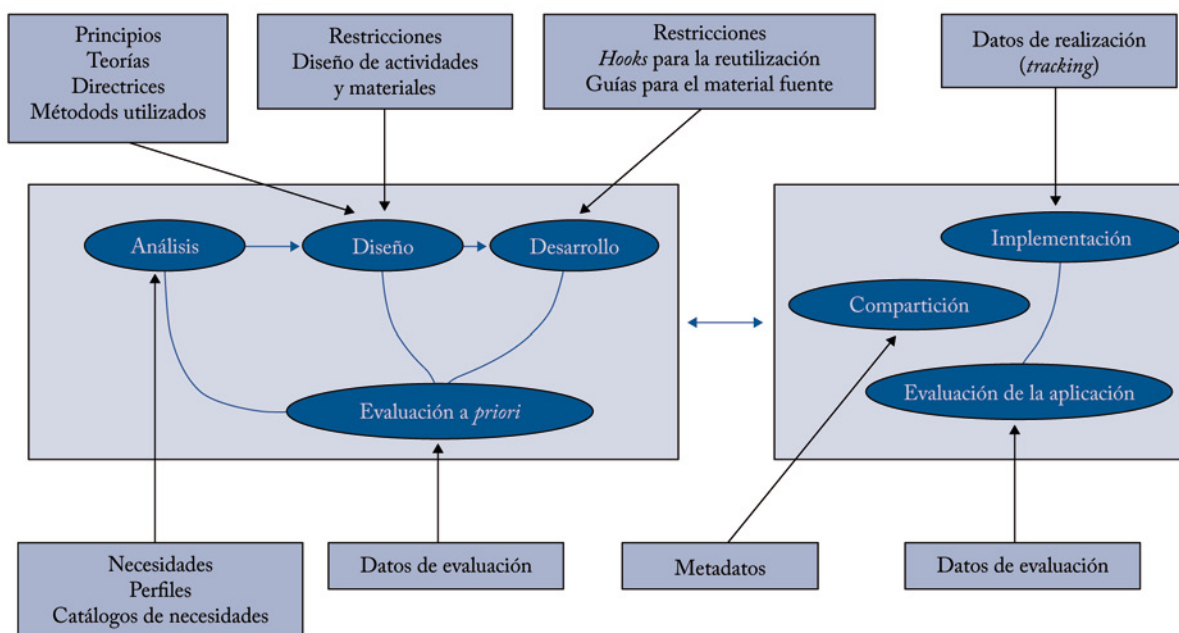 Principios
Teorías
Directrices
Métodods utilizados
Restricciones
Diseño de actividades
y materiales
Restricciones
Hooks para la reutilización
Guías para el material fuente
Datos de realización
(tracking)
Análisis
Diseño
Desarrollo
Evaluación a priori
Implementación
Compartición
Evaluación de la aplicación
Necesidades
Perfiles
Catálogos de necesidades
Datos de evaluación
Metadatos
Datos de evaluación